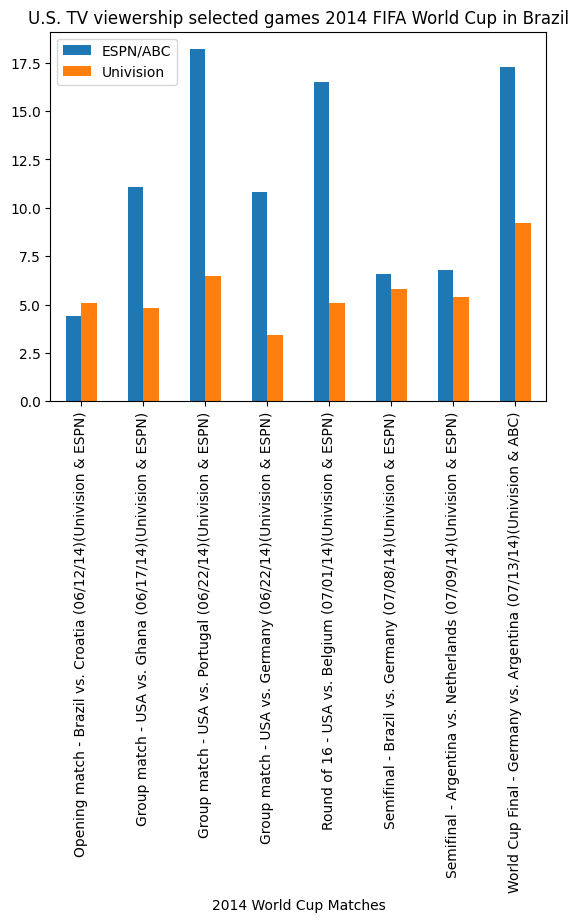 U.S. TV viewership selected games 2014 FIFA World Cup in Brazil
ESPN/ABC
Univision
17.5
15.0
12.5
10.0
7.5
5.0
2.5
0.0
Opening match - Brazil vs. Croatia (06/12/14)(Univision & ESPN)
Group match - USA vs. Ghana (06/17/14)(Univision & ESPN)
Group match - USA vs. Portugal (06/22/14)(Univision & ESPN)
Group match - USA vs. Germany (06/22/14)(Univision & ESPN)
Round of 16 - USA vs. Belgium (07/01/14)(Univision & ESPN)
Semifinal - Brazil vs. Germany (07/08/14)(Univision & ESPN)
Semifinal - Argentina vs. Netherlands (07/09/14)(Univision & ESPN)
World Cup Final - Germany vs. Argentina (07/13/14)(Univision & ABC)
2014 World Cup Matches